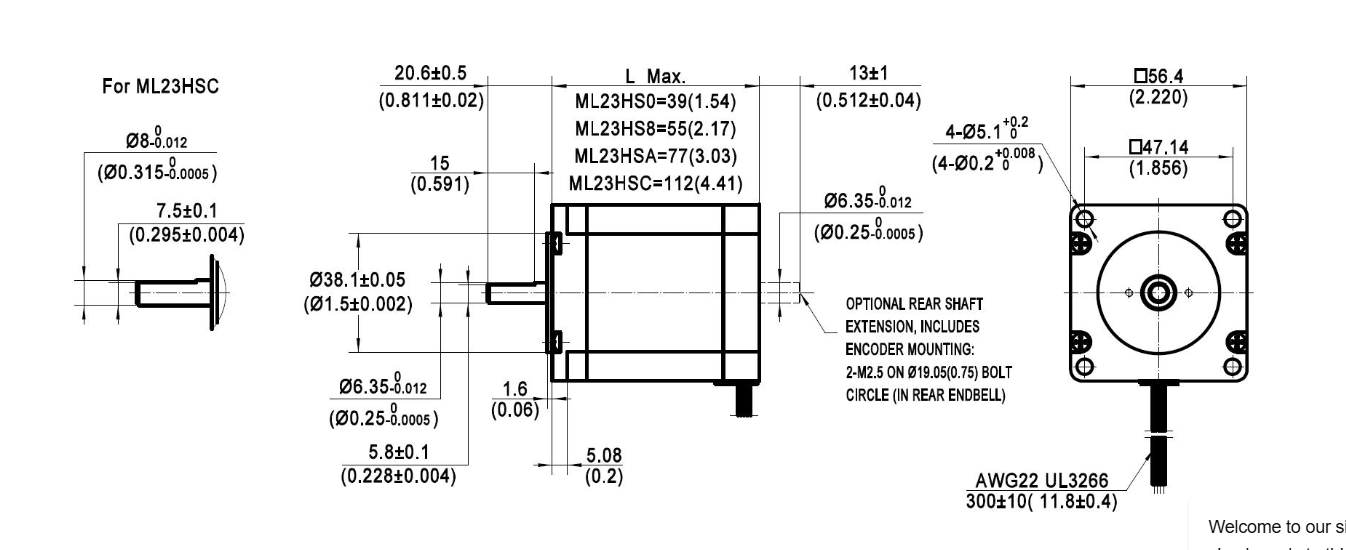 For ML23HSC
Ø8-0.012 0
(Ø0.315-0.0005 0)
7.5±0.1
(0.295±0.004)
20.6±0.5
(0.811±0.02)
L Max.
ML23HS0=39(1.54)
ML23HS8=55(2.17)
ML23HSA=77(3.03)
ML23HSC=112(4.41)
13±1
(0.512±0.04)
15
(0.591)
Ø6.35-0.012 0
(Ø0.25-0.0005 0)
Ø38.1±0.05
(Ø1.5±0.002)
Ø6.35-0.012 0
(Ø0.25-0.0005 0)
5.8±0.1
(0.228±0.004)
1.6
(0.06)
5.08
(0.2)
OPTIONAL REAR SHAFT
EXTENSION, INCLUDES
ENCODER MOUNTING:
2-M2.5 ON Ø19.05(0.75) BOLT
CIRCLE (IN REAR ENDBELL)
□56.4
(2.220)
4-Ø5.1 +0.2 0
(4-Ø0.2 +0.008 0)
□47.14
(1.856)
AWG22 UL3266
300±10( 11.8±0.4)
Welcome to our si